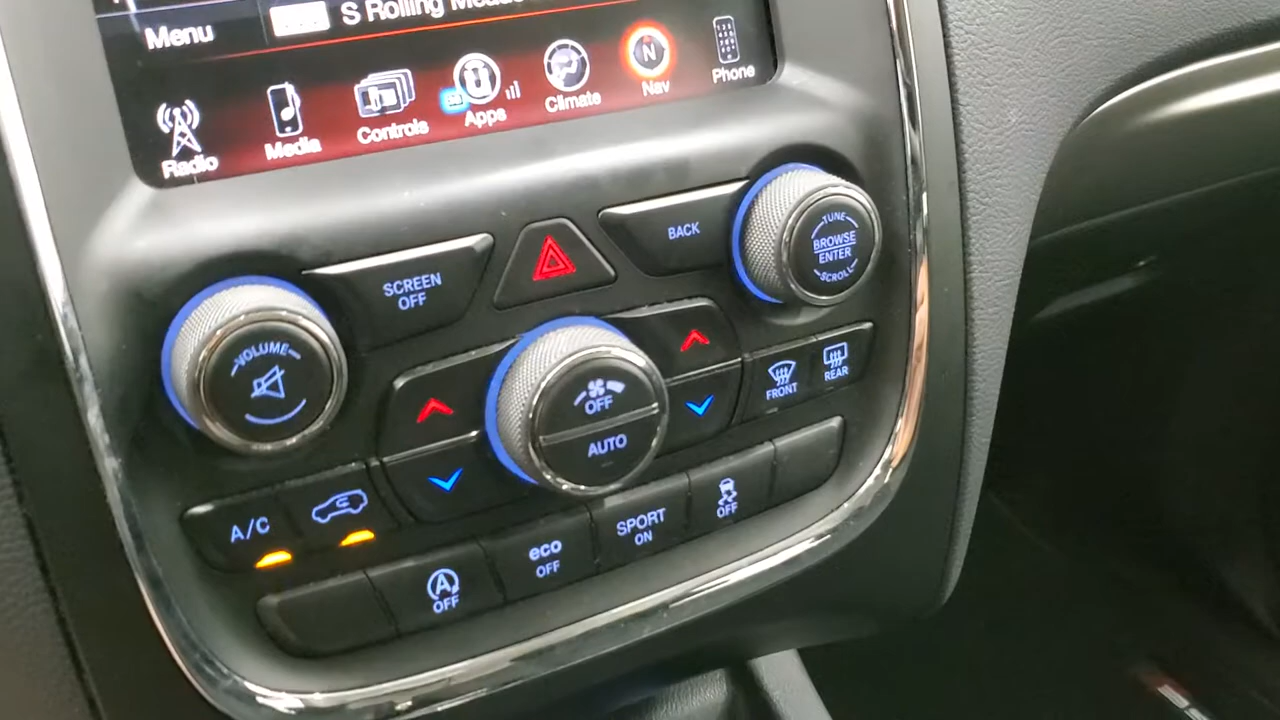 Menu
S Rolling
Radio
Media
Controls
Apps
Climate
N
Nav
Phone
SCREEN
OFF
BACK
TUNE
BROWSE
ENTER
SCROLL
VOLUME
OFF
AUTO
FRONT
REAR
A/C
A
OFF
eco
OFF
SPORT
ON
OFF